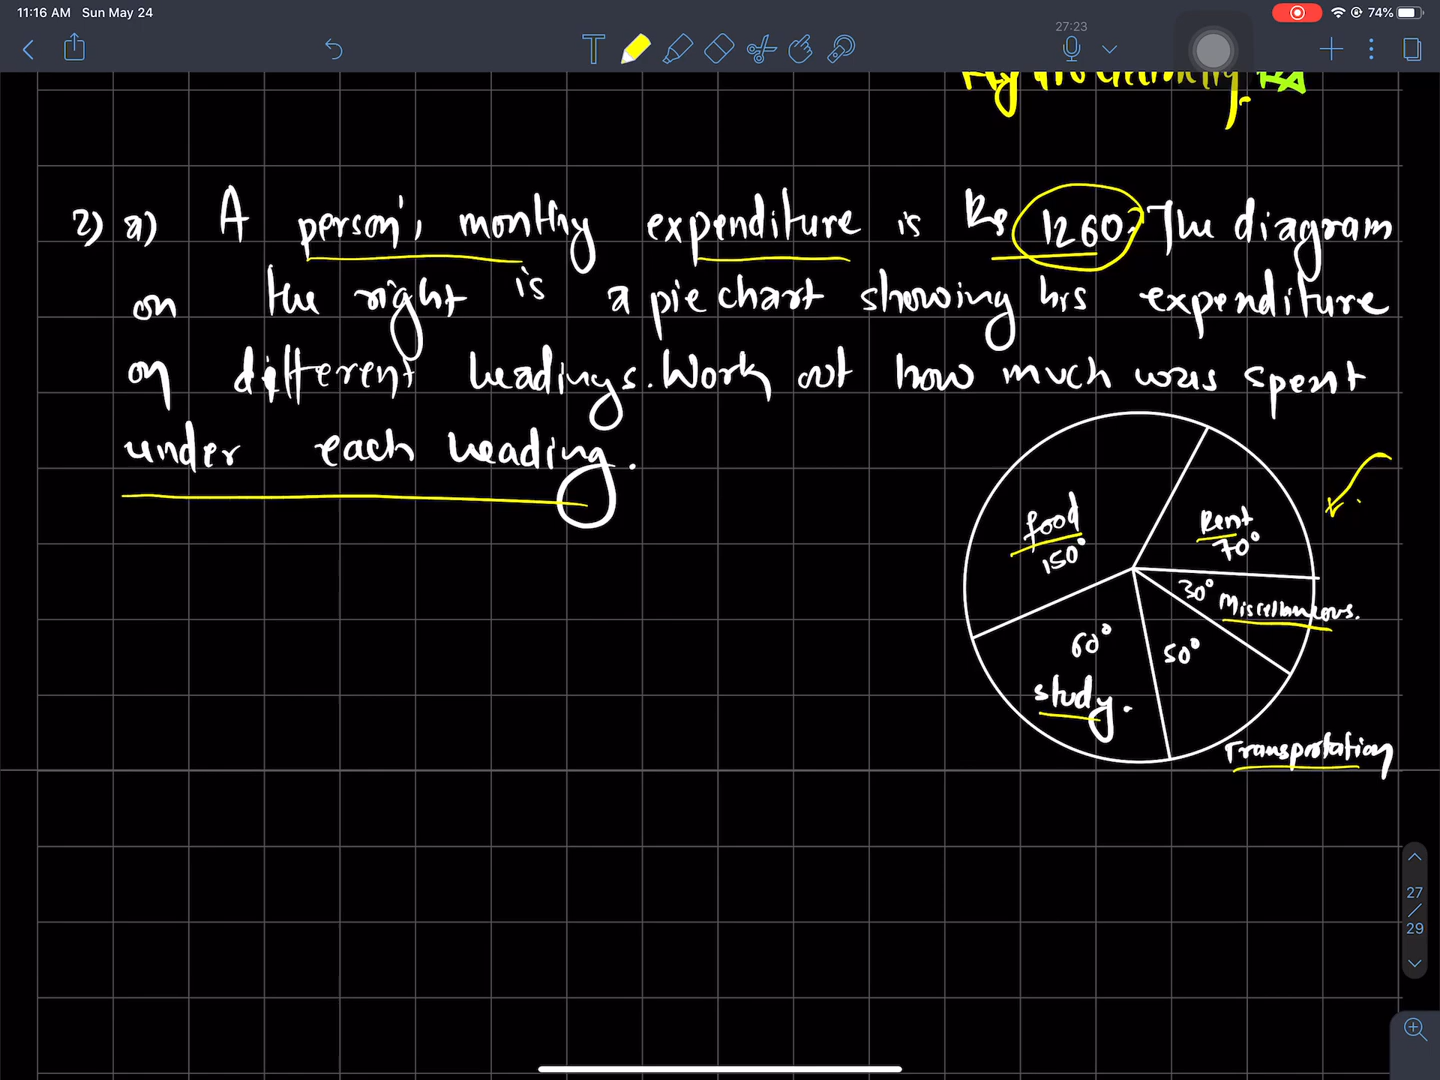 11:16 AM Sun May 24
74%
27:23
2) a) A person's monthly expenditure is Rs 1260. The diagram
on the right is a pie chart showing his expenditure
on different headings. Work out how much was spent
under each heading.
food
150°
Rent
70°
30° Miscellaneous.
60°
50°
study.
Transportation
27
/
29